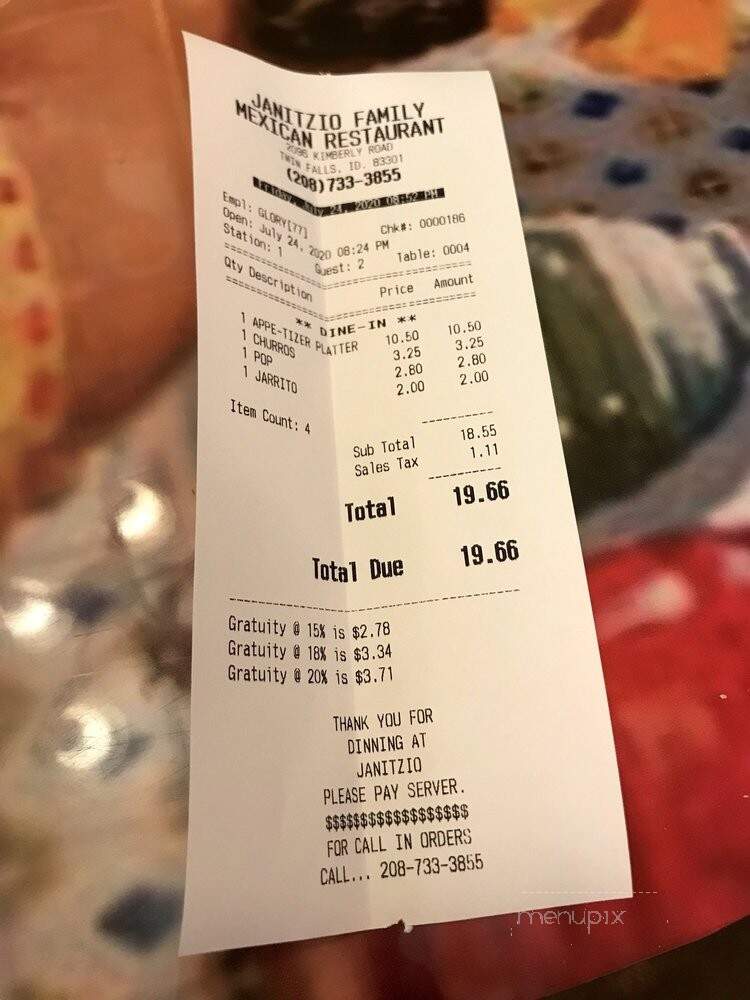 JANITZIO FAMILY
MEXICAN RESTAURANT
2096 KIMBERLY ROAD
TWIN FALLS, ID. 83301
(208)733-3855
Friday, July 24, 2020 08:52 PM
Empl: GLORY[77]
Open: July 24, 2020 08:24 PM Chk#: 0000186
Station: 1 Guest: 2 Table: 0004
Qty Description Price Amount
** DINE-IN **
1 APPE-TIZER PLATTER 10.50 10.50
1 CHURROS 3.25 3.25
1 POP 2.80 2.80
1 JARRITO 2.00 2.00
Item Count: 4
Sub Total 18.55
Sales Tax 1.11
Total 19.66
Total Due 19.66
Gratuity @ 15% is $2.78
Gratuity @ 18% is $3.34
Gratuity @ 20% is $3.71
THANK YOU FOR
DINNING AT
JANITZIO
PLEASE PAY SERVER.
$$$$$$$$$$$$$$$$$$
FOR CALL IN ORDERS
CALL... 208-733-3855
menupix